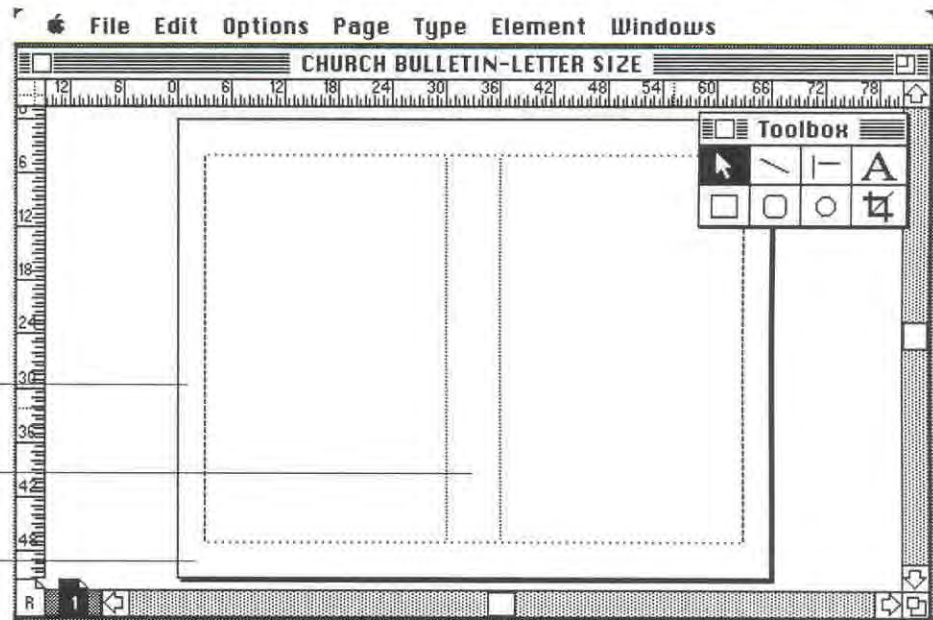 File Edit Options Page Type Element Windows
CHURCH BULLETIN-LETTER SIZE
12 6 0 6 12 18 24 30 36 42 48 54 60 66 72 78
Toolbox
A
0
6
12
18
24
30
36
42
48
R 1